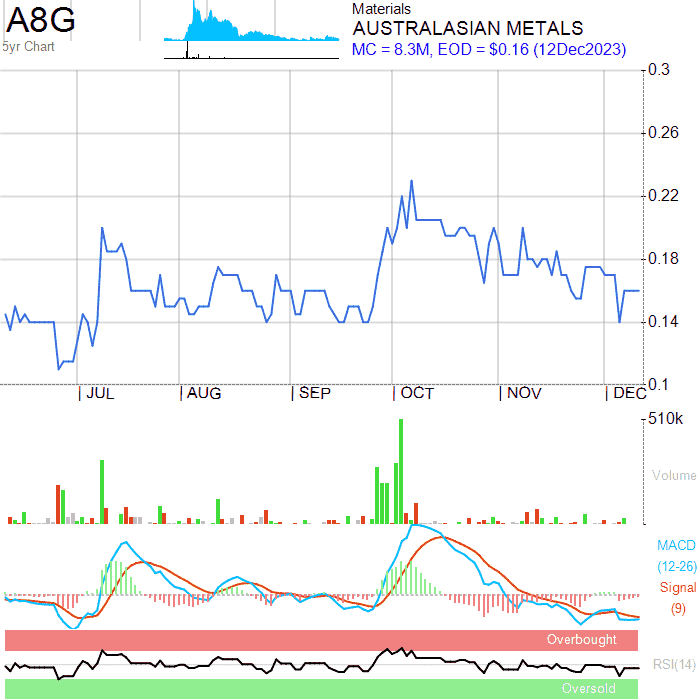 A8G
5yr Chart
Materials
AUSTRALASIAN METALS
MC = 8.3M, EOD = $0.16 (12Dec2023)
0.3
0.26
0.22
0.18
0.14
0.1
JUL AUG SEP OCT NOV DEC
510k
Volume
MACD
(12-26)
Signal
(9)
Overbought
RSI(14)
Oversold